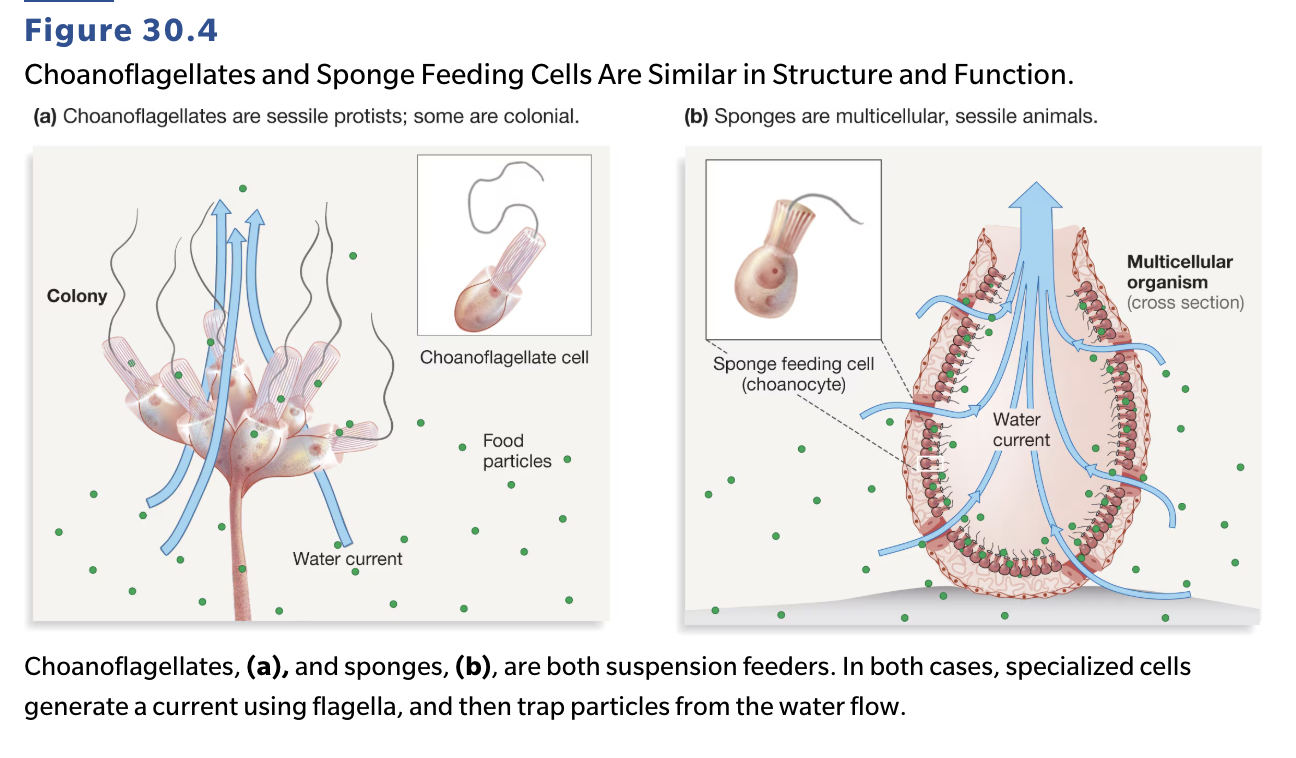 Figure 30.4
Choanoflagellates and Sponge Feeding Cells Are Similar in Structure and Function.
(a) Choanoflagellates are sessile protists; some are colonial.
Colony
Choanoflagellate cell
Food
particles
Water current
(b) Sponges are multicellular, sessile animals.
Sponge feeding cell
(choanocyte)
Multicellular
organism
(cross section)
Water
current
Choanoflagellates, (a), and sponges, (b), are both suspension feeders. In both cases, specialized cells
generate a current using flagella, and then trap particles from the water flow.